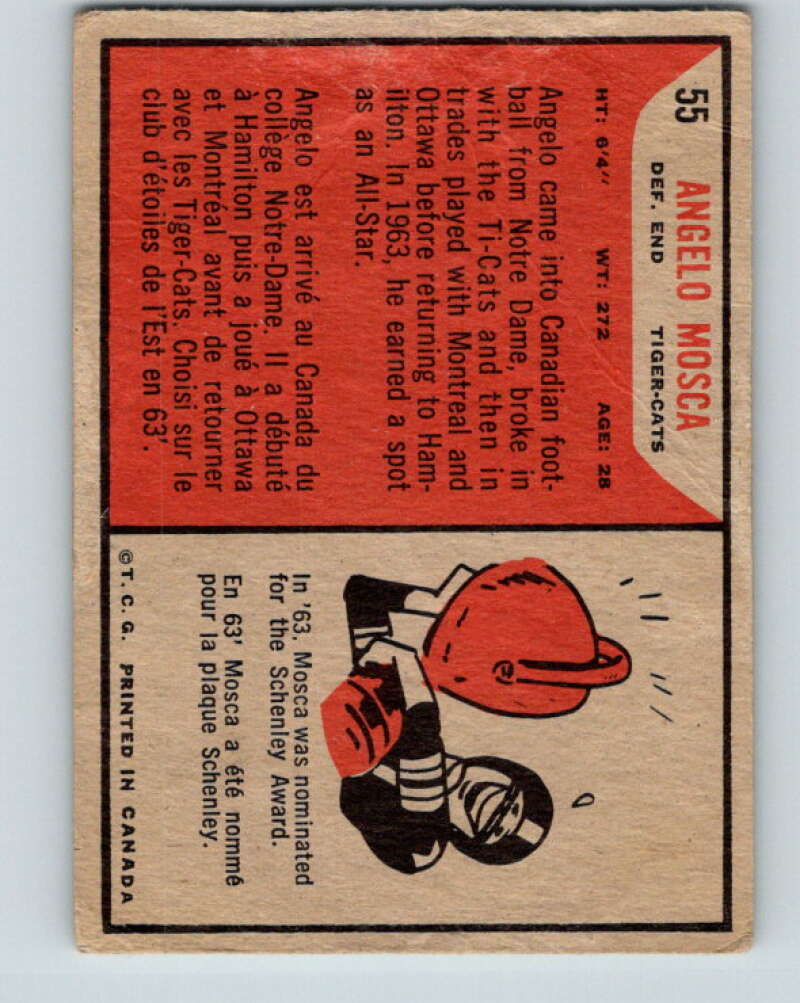 55 ANGELO MOSCA
DEF. END TIGER-CATS
HT: 6'4" WT: 272 AGE: 28
Angelo came into Canadian foot-
ball from Notre Dame, broke in
with the Ti-Cats and then in
trades played with Montreal and
Ottawa before returning to Ham-
ilton. In 1963, he earned a spot
as an All-Star.
Angelo est arrivé au Canada du
collège Notre-Dame. Il a débuté
à Hamilton puis a joué à Ottawa
et Montréal avant de retourner
avec les Tiger-Cats. Choisi sur le
club d'étoiles de l'Est en 63'.
In '63, Mosca was nominated
for the Schenley Award.
En 63' Mosca a été nommé
pour la plaque Schenley.
© T. C. G. PRINTED IN CANADA